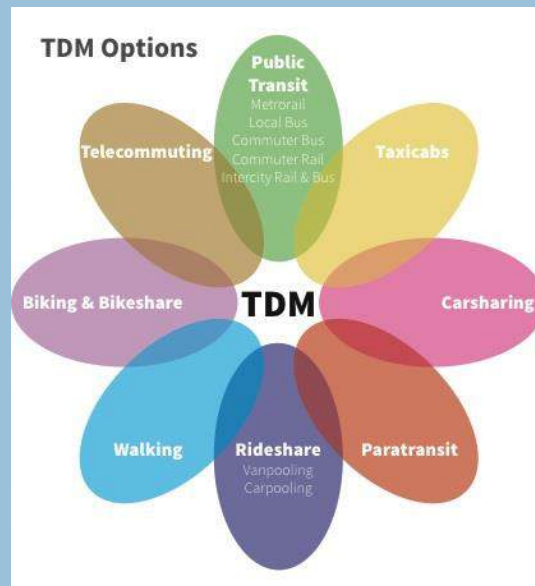 TDM Options
Public
Transit
Metrorail
Local Bus
Commuter Bus
Commuter Rail
Intercity Rail & Bus
Telecommuting
Taxicabs
Biking & Bikeshare
TDM
Carsharing
Walking
Rideshare
Vanpooling
Carpooling
Paratransit